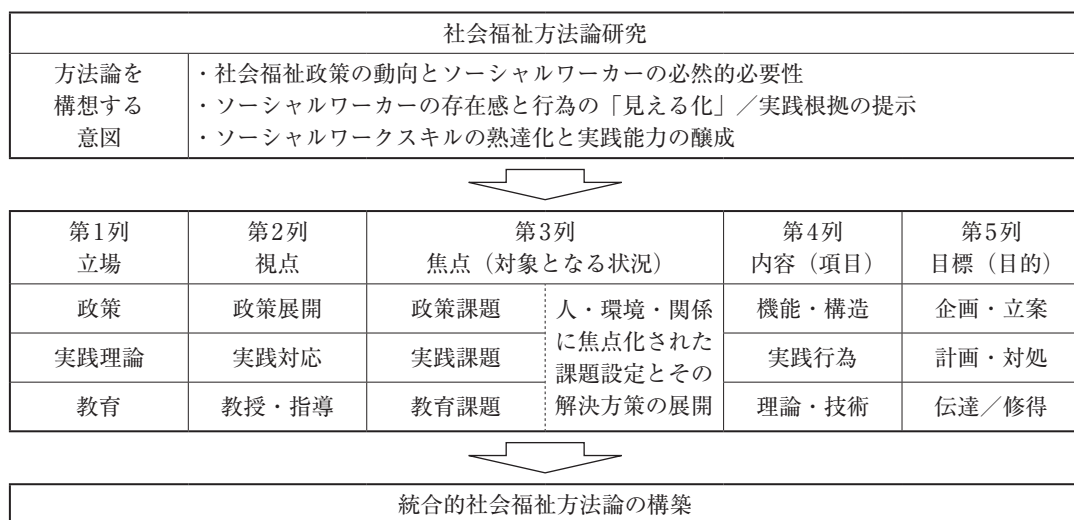 社会福祉方法論研究
方法論を
構想する
意図
・社会福祉政策の動向とソーシャルワーカーの必然的必要性
・ソーシャルワーカーの存在感と行為の「見える化」／実践根拠の提示
・ソーシャルワークスキルの熟達化と実践能力の醸成
第1列
立場
第2列
視点
第3列
焦点（対象となる状況）
第4列
内容（項目）
第5列
目標（目的）
政策
政策展開
政策課題
人・環境・関係
に焦点化された
課題設定とその
解決方策の展開
機能・構造
企画・立案
実践理論
実践対応
実践課題
実践行為
計画・対処
教育
教授・指導
教育課題
理論・技術
伝達／修得
統合的社会福祉方法論の構築